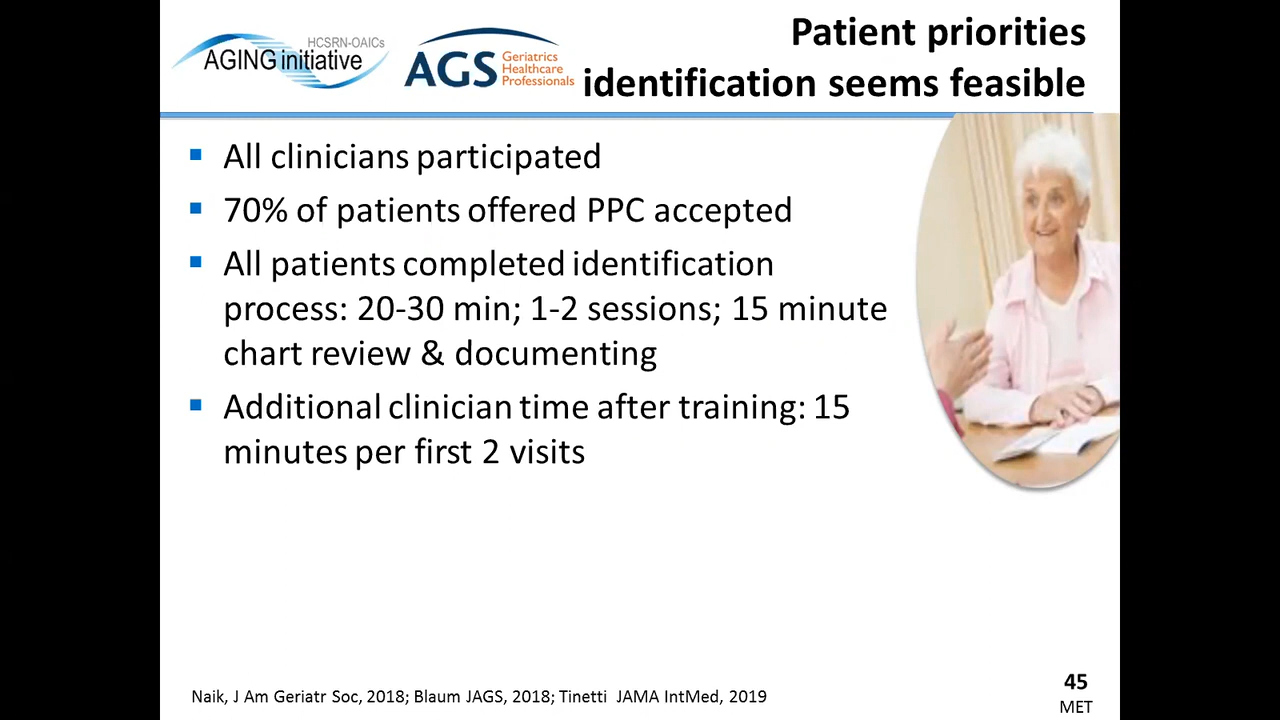 HCSRN-OAICs
AGING initiative
AGS Geriatrics
Healthcare
Professionals
Patient priorities
identification seems feasible
All clinicians participated
70% of patients offered PPC accepted
All patients completed identification
process: 20-30 min; 1-2 sessions; 15 minute
chart review & documenting
Additional clinician time after training: 15
minutes per first 2 visits
Naik, J Am Geriatr Soc, 2018; Blaum JAGS, 2018; Tinetti JAMA IntMed, 2019
45
MET